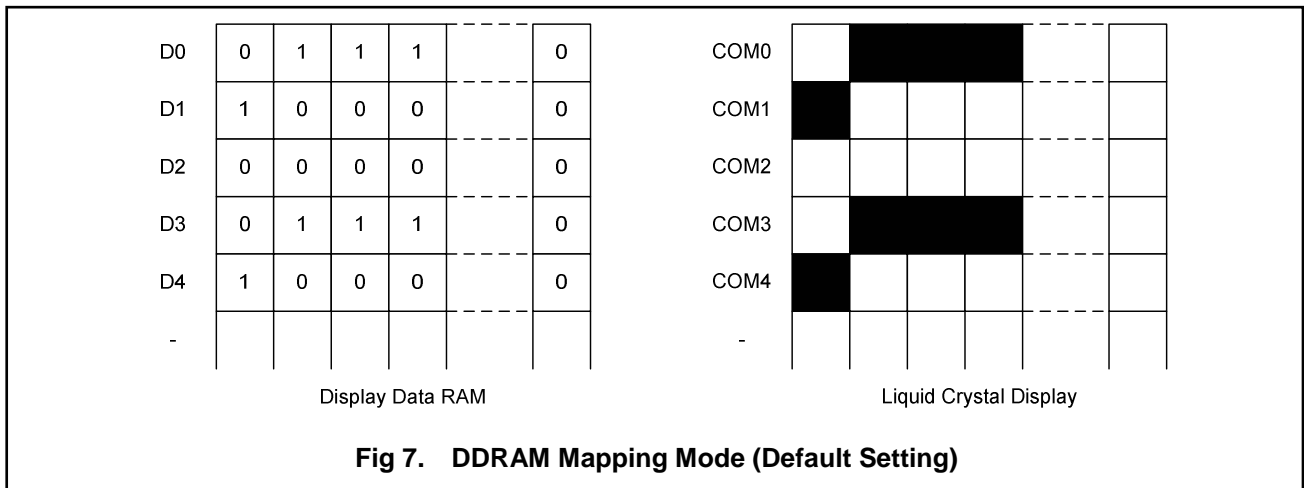 D0 0 1 1 1 0 COM0
D1 1 0 0 0 0 COM1
D2 0 0 0 0 0 COM2
D3 0 1 1 1 0 COM3
D4 1 0 0 0 0 COM4
- -
Display Data RAM Liquid Crystal Display
Fig 7. DDRAM Mapping Mode (Default Setting)